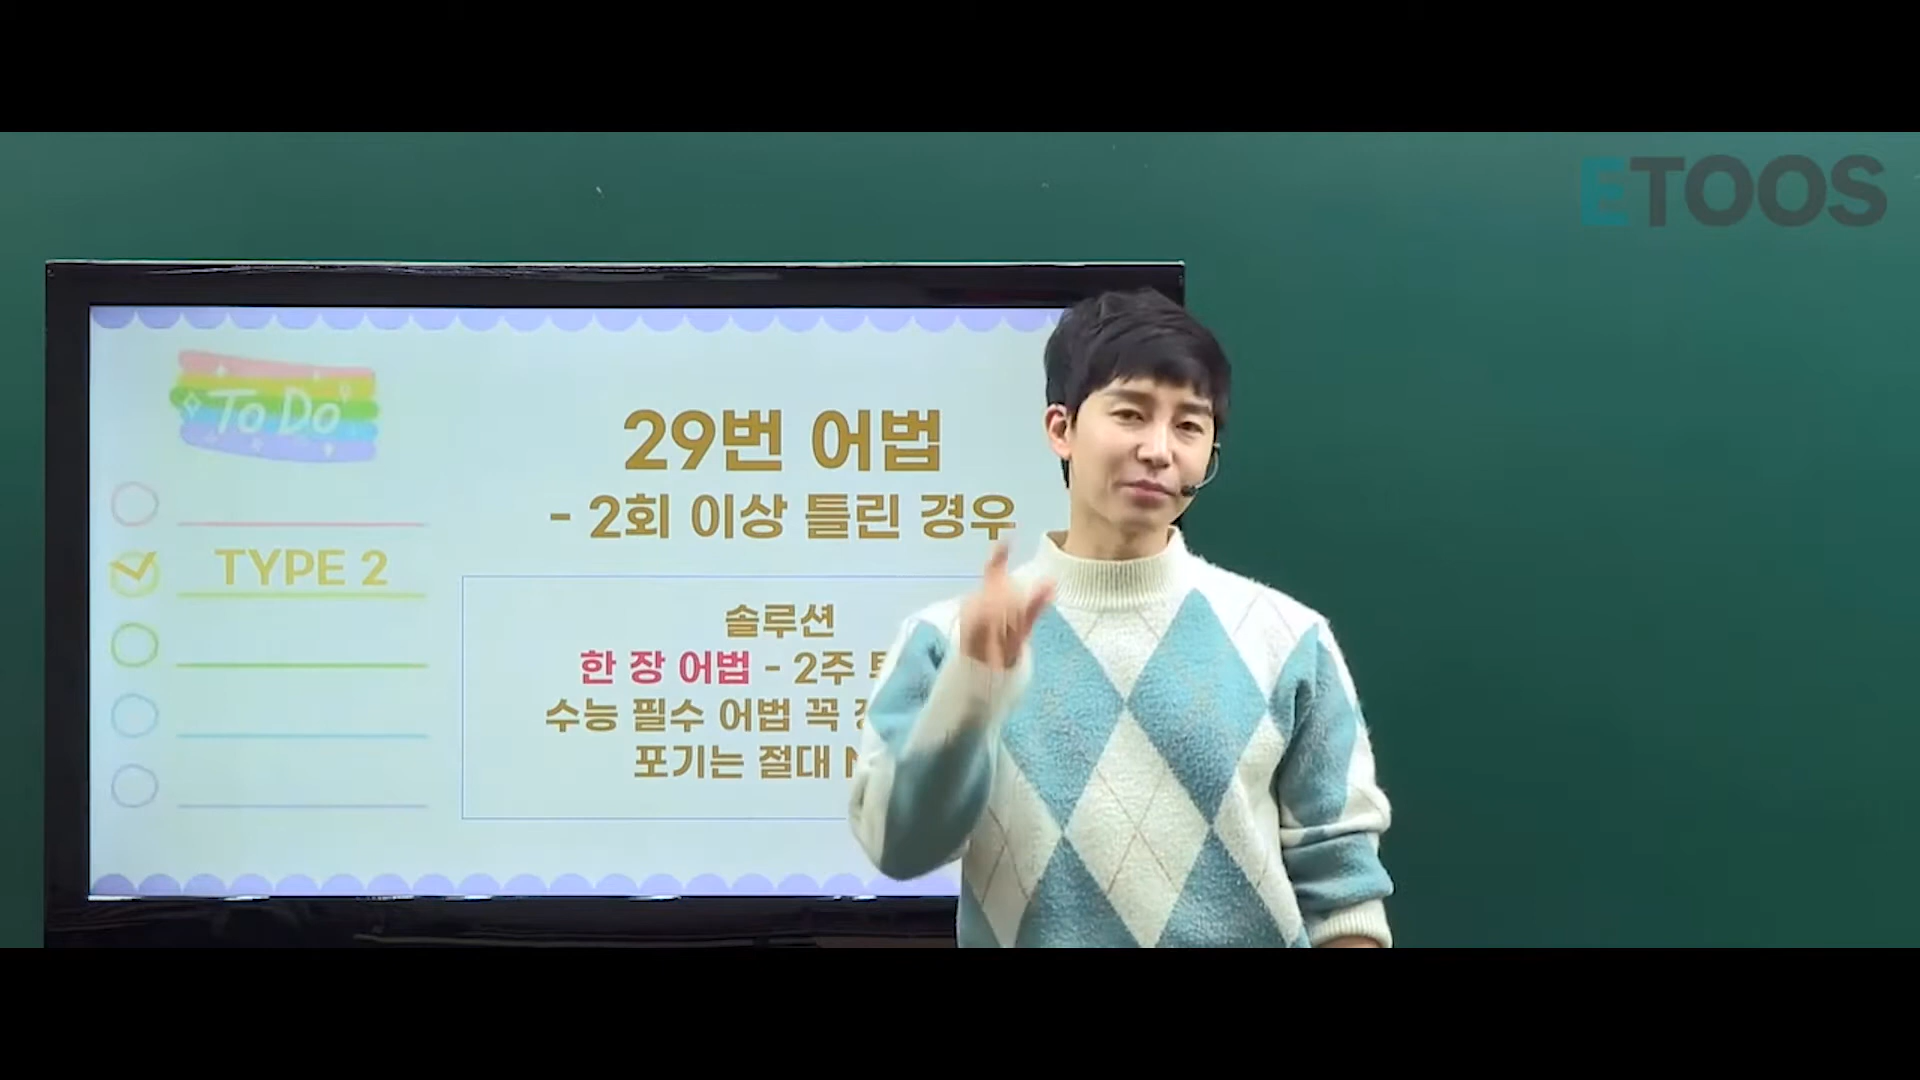 ETOOS
To Do
TYPE 2
29번 어법
- 2회 이상 틀린 경우
솔루션
한 장 어법 - 2주
수능 필수 어법 꼭
포기는 절대